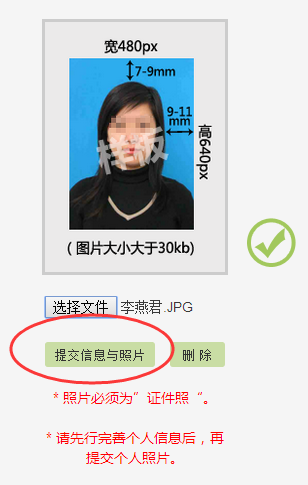 宽480px
7-9mm
9-11
mm
高640px
样板
( 图片大小大于30kb)
选择文件 李燕君.JPG
提交信息与照片 删 除
* 照片必须为”证件照“。
* 请先行完善个人信息后，再
提交个人照片。